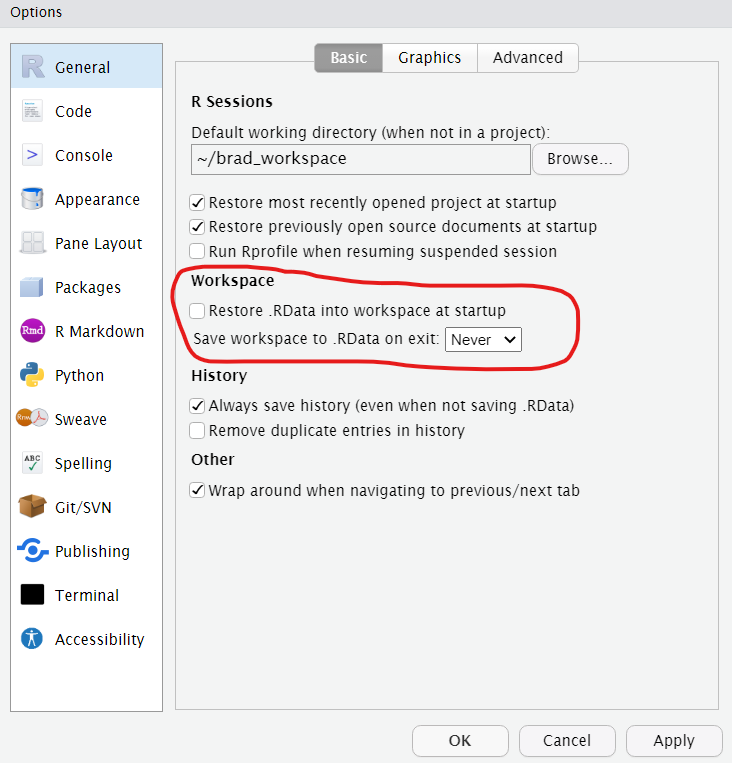 Options
General
Code
Console
Appearance
Pane Layout
Packages
Rmd
R Markdown
Python
Rnw
Sweave
ABC
Spelling
Git/SVN
Publishing
Terminal
Accessibility
Basic Graphics Advanced
R Sessions
Default working directory (when not in a project):
~/brad_workspace Browse...
Restore most recently opened project at startup
Restore previously open source documents at startup
Run Rprofile when resuming suspended session
Workspace
Restore .RData into workspace at startup
Save workspace to .RData on exit: Never
History
Always save history (even when not saving .RData)
Remove duplicate entries in history
Other
Wrap around when navigating to previous/next tab
OK Cancel Apply